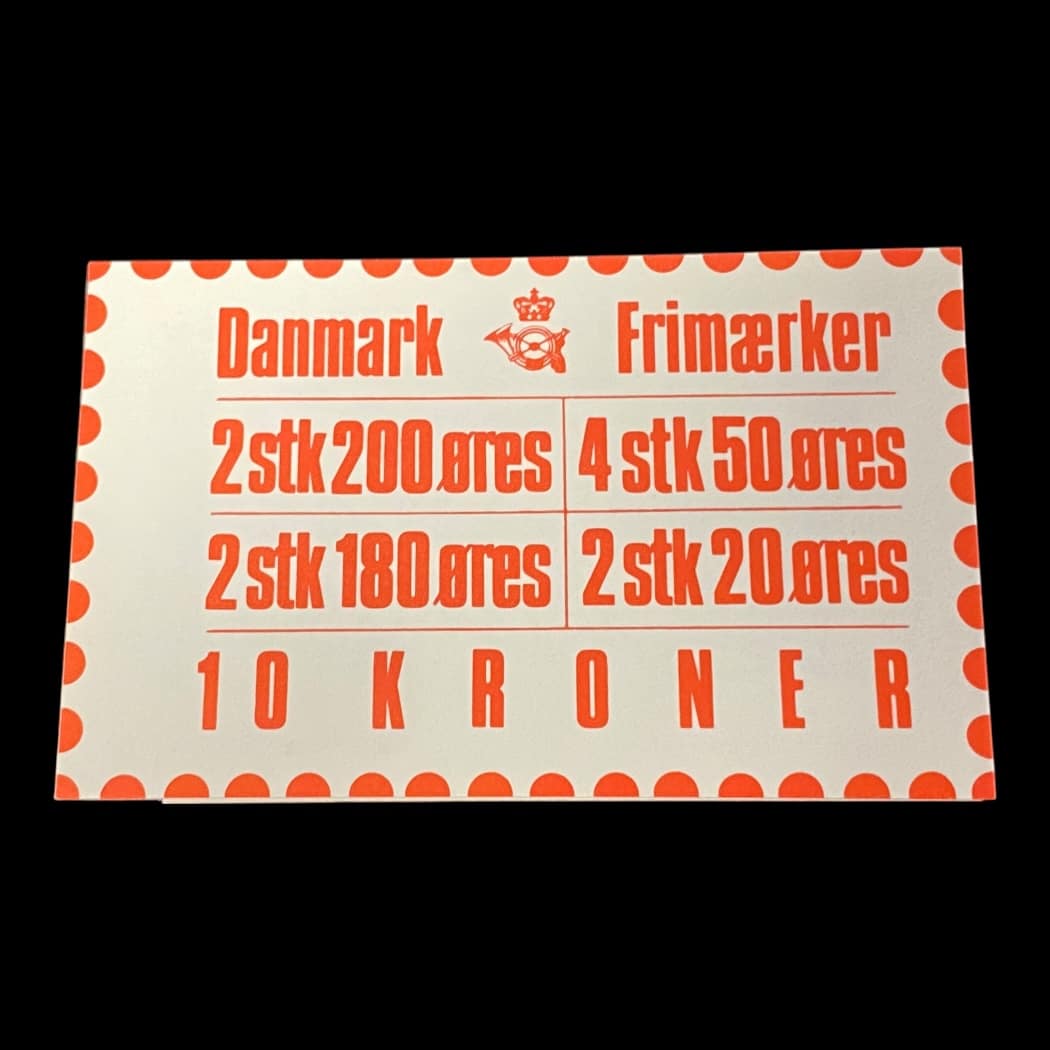 Danmark Frimærker
2 stk 200 øres 4 stk 50 øres
2 stk 180 øres 2 stk 20 øres
10 KRONER